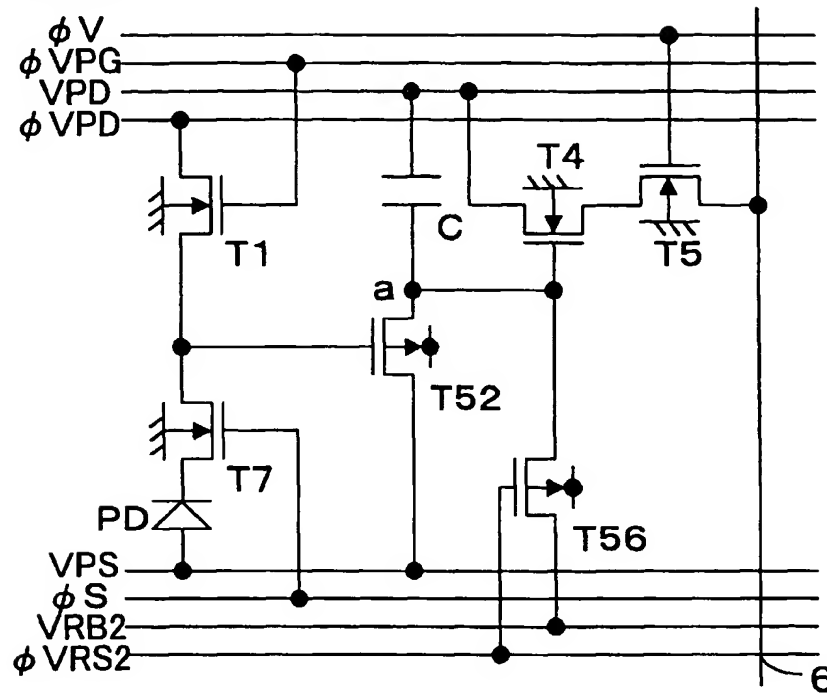 φV
φVPG
VPD
φVPD
T4
T5
C
T1
a
T52
T7
PD
T56
VPS
φS
VRB2
φVRS2
6